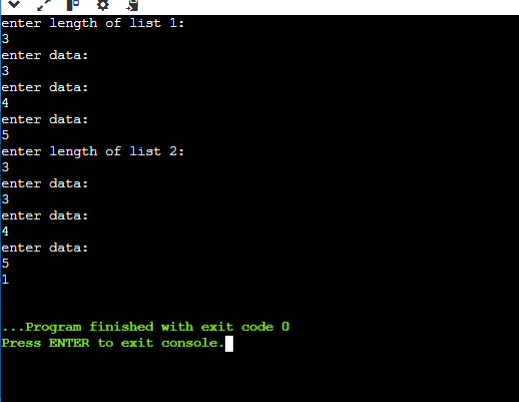 enter length of list 1:
3
enter data:
3
enter data:
4
enter data:
5
enter length of list 2:
3
enter data:
3
enter data:
4
enter data:
5
1
...Program finished with exit code 0
Press ENTER to exit console.